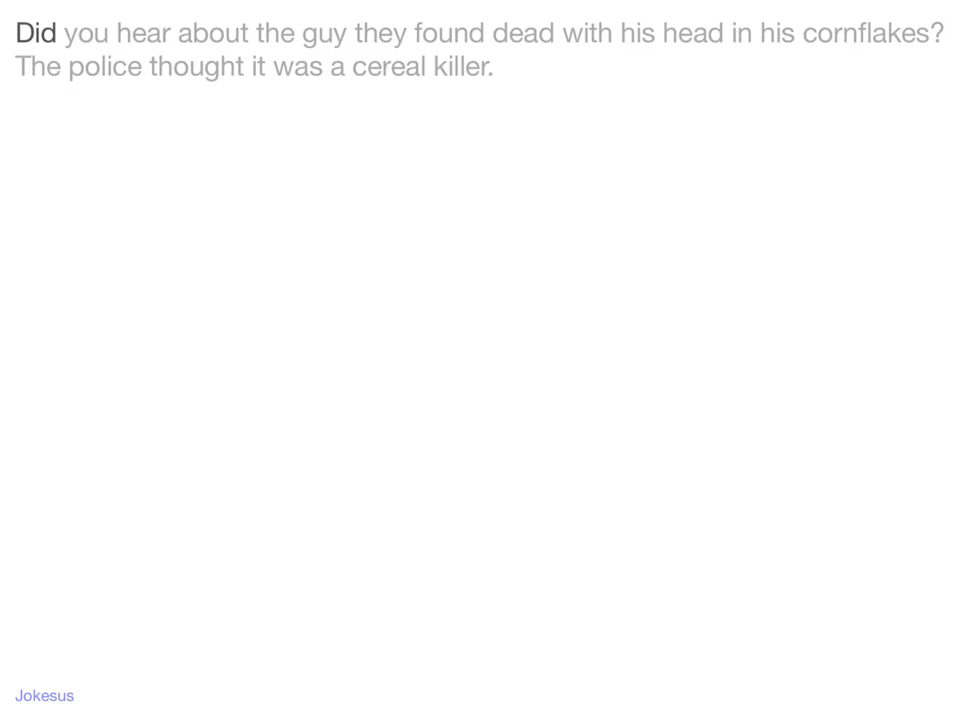 Did you hear about the guy they found dead with his head in his cornflakes?
The police thought it was a cereal killer.
Jokesus